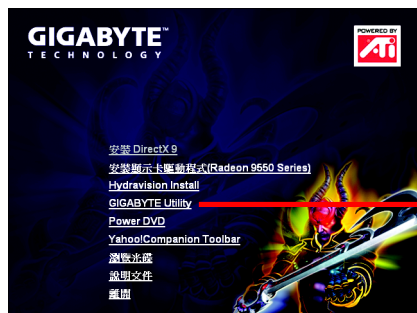 GIGABYTE™
TECHNOLOGY
POWERED BY
ATi
安裝 DirectX 9
安裝顯示卡驅動程式(Radeon 9550 Series)
Hydravision Install
GIGABYTE Utility
Power DVD
Yahoo!Companion Toolbar
瀏覽光碟
說明文件
離開